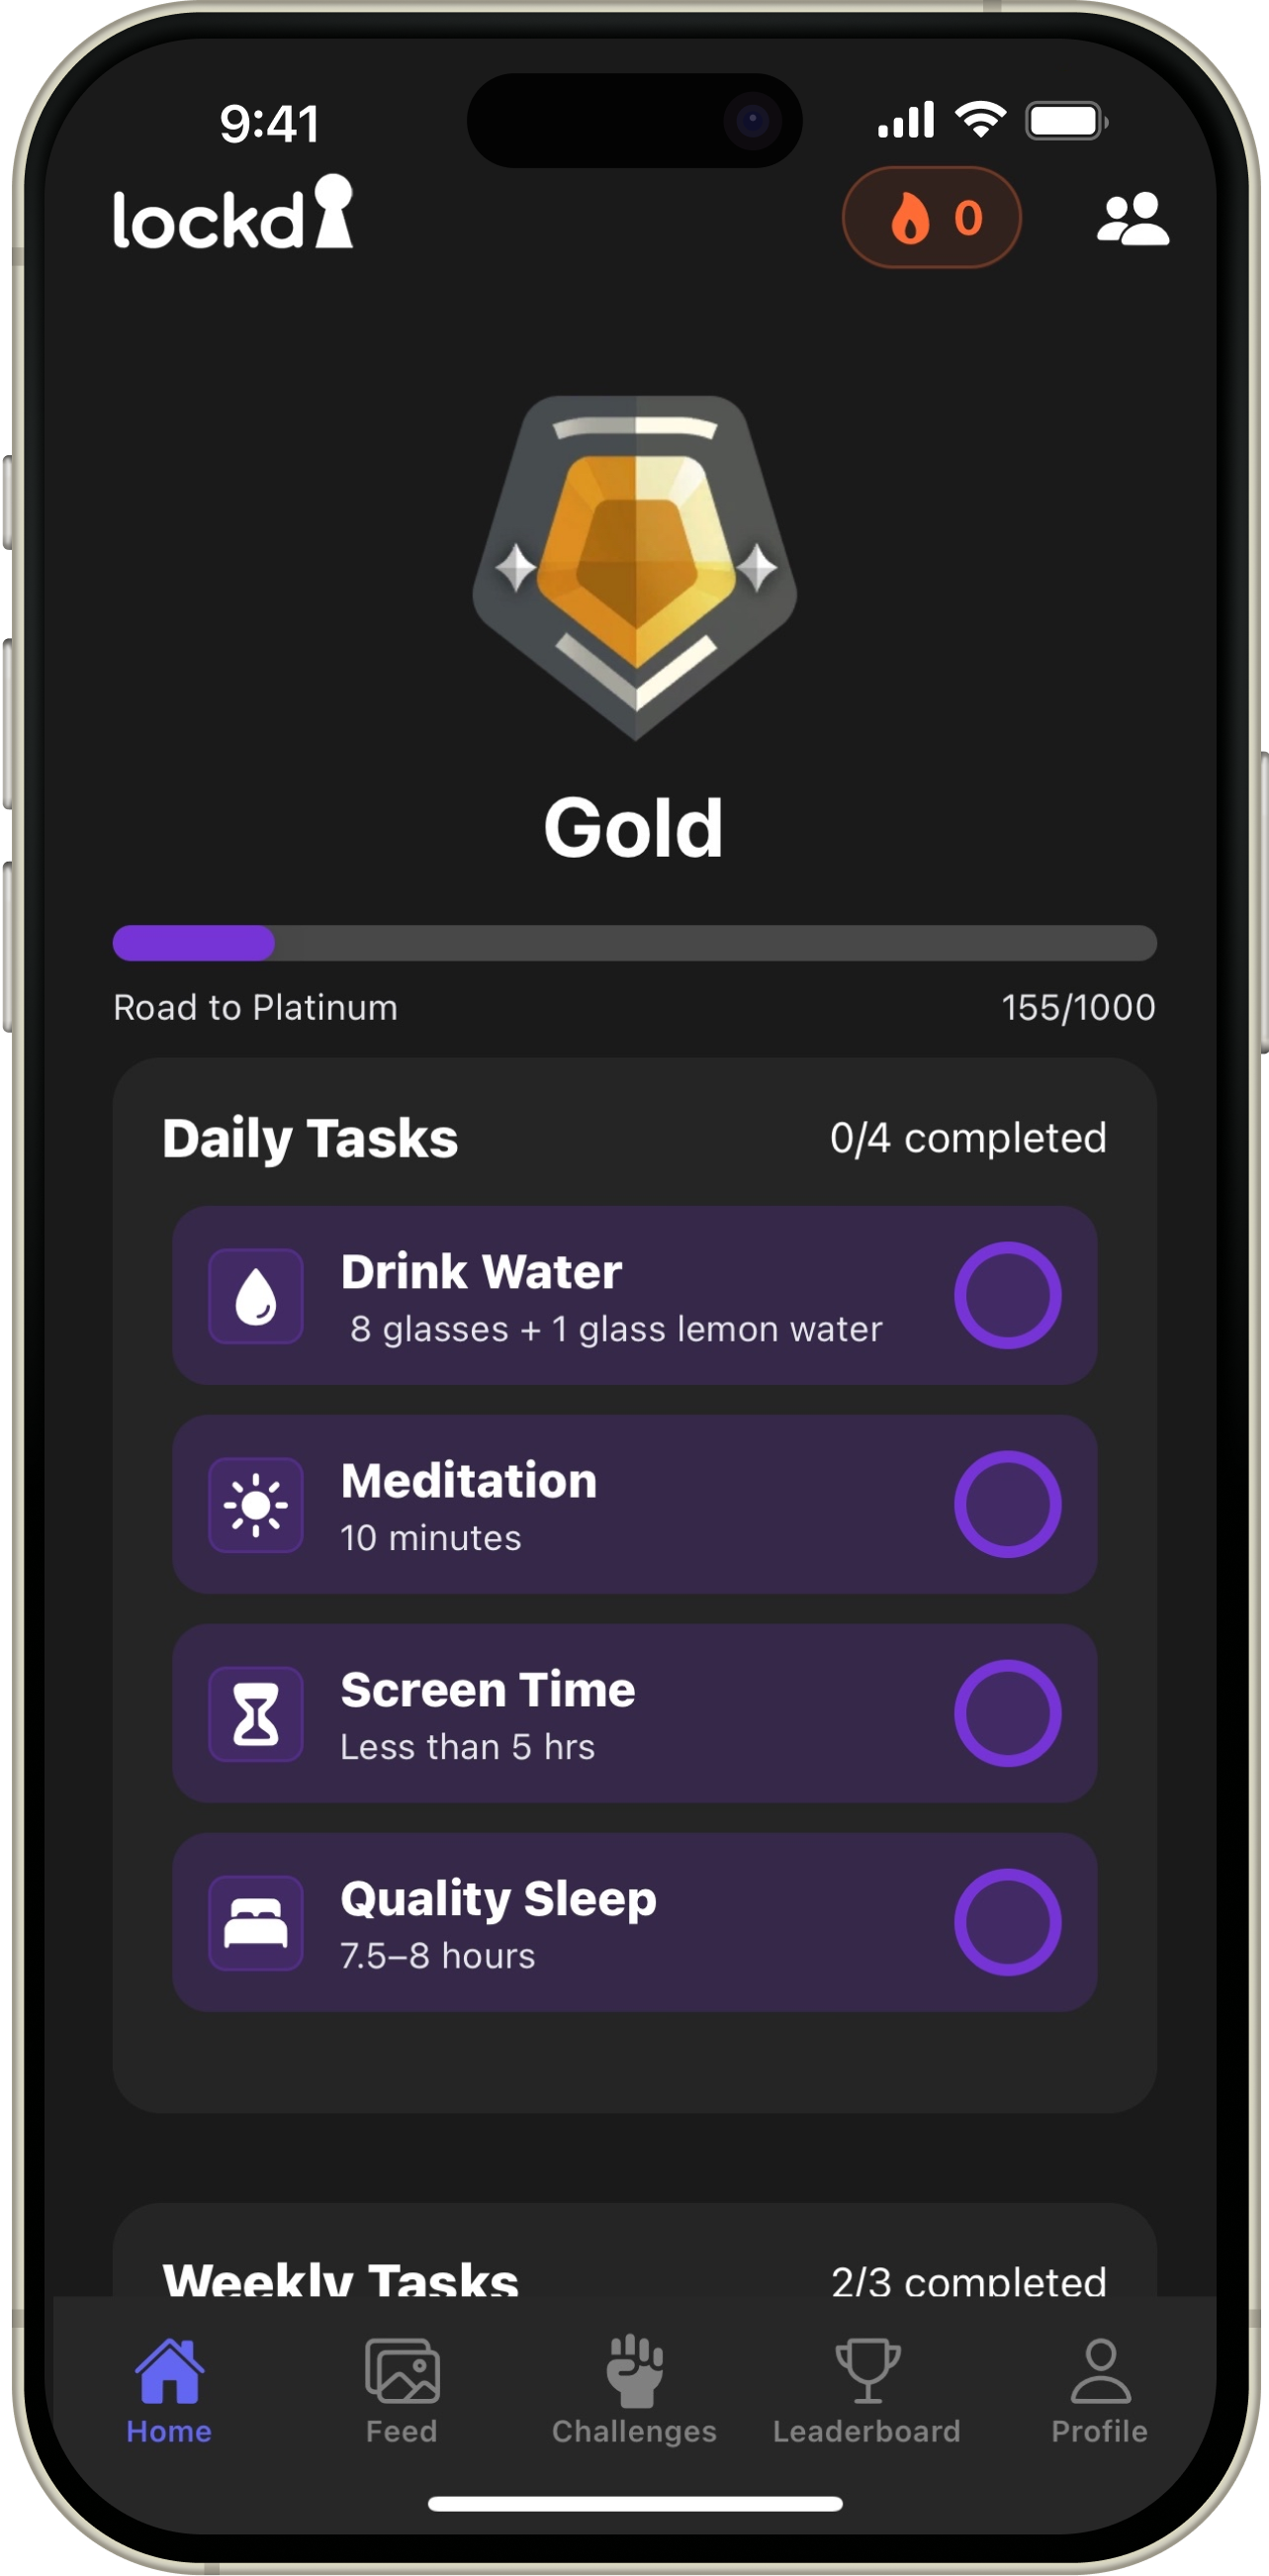 9:41
lockd
0
Gold
Road to Platinum
155/1000
Daily Tasks
0/4 completed
Drink Water
8 glasses + 1 glass lemon water
Meditation
10 minutes
Screen Time
Less than 5 hrs
Quality Sleep
7.5–8 hours
Weekly Tasks
2/3 completed
Home
Feed
Challenges
Leaderboard
Profile